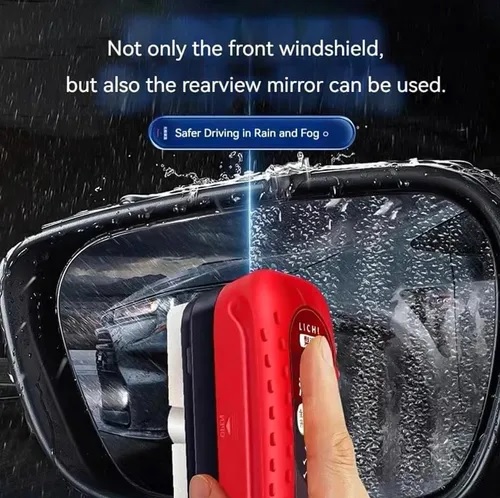 Not only the front windshield,
but also the rearview mirror can be used.
Safer Driving in Rain and Fog
LICHI